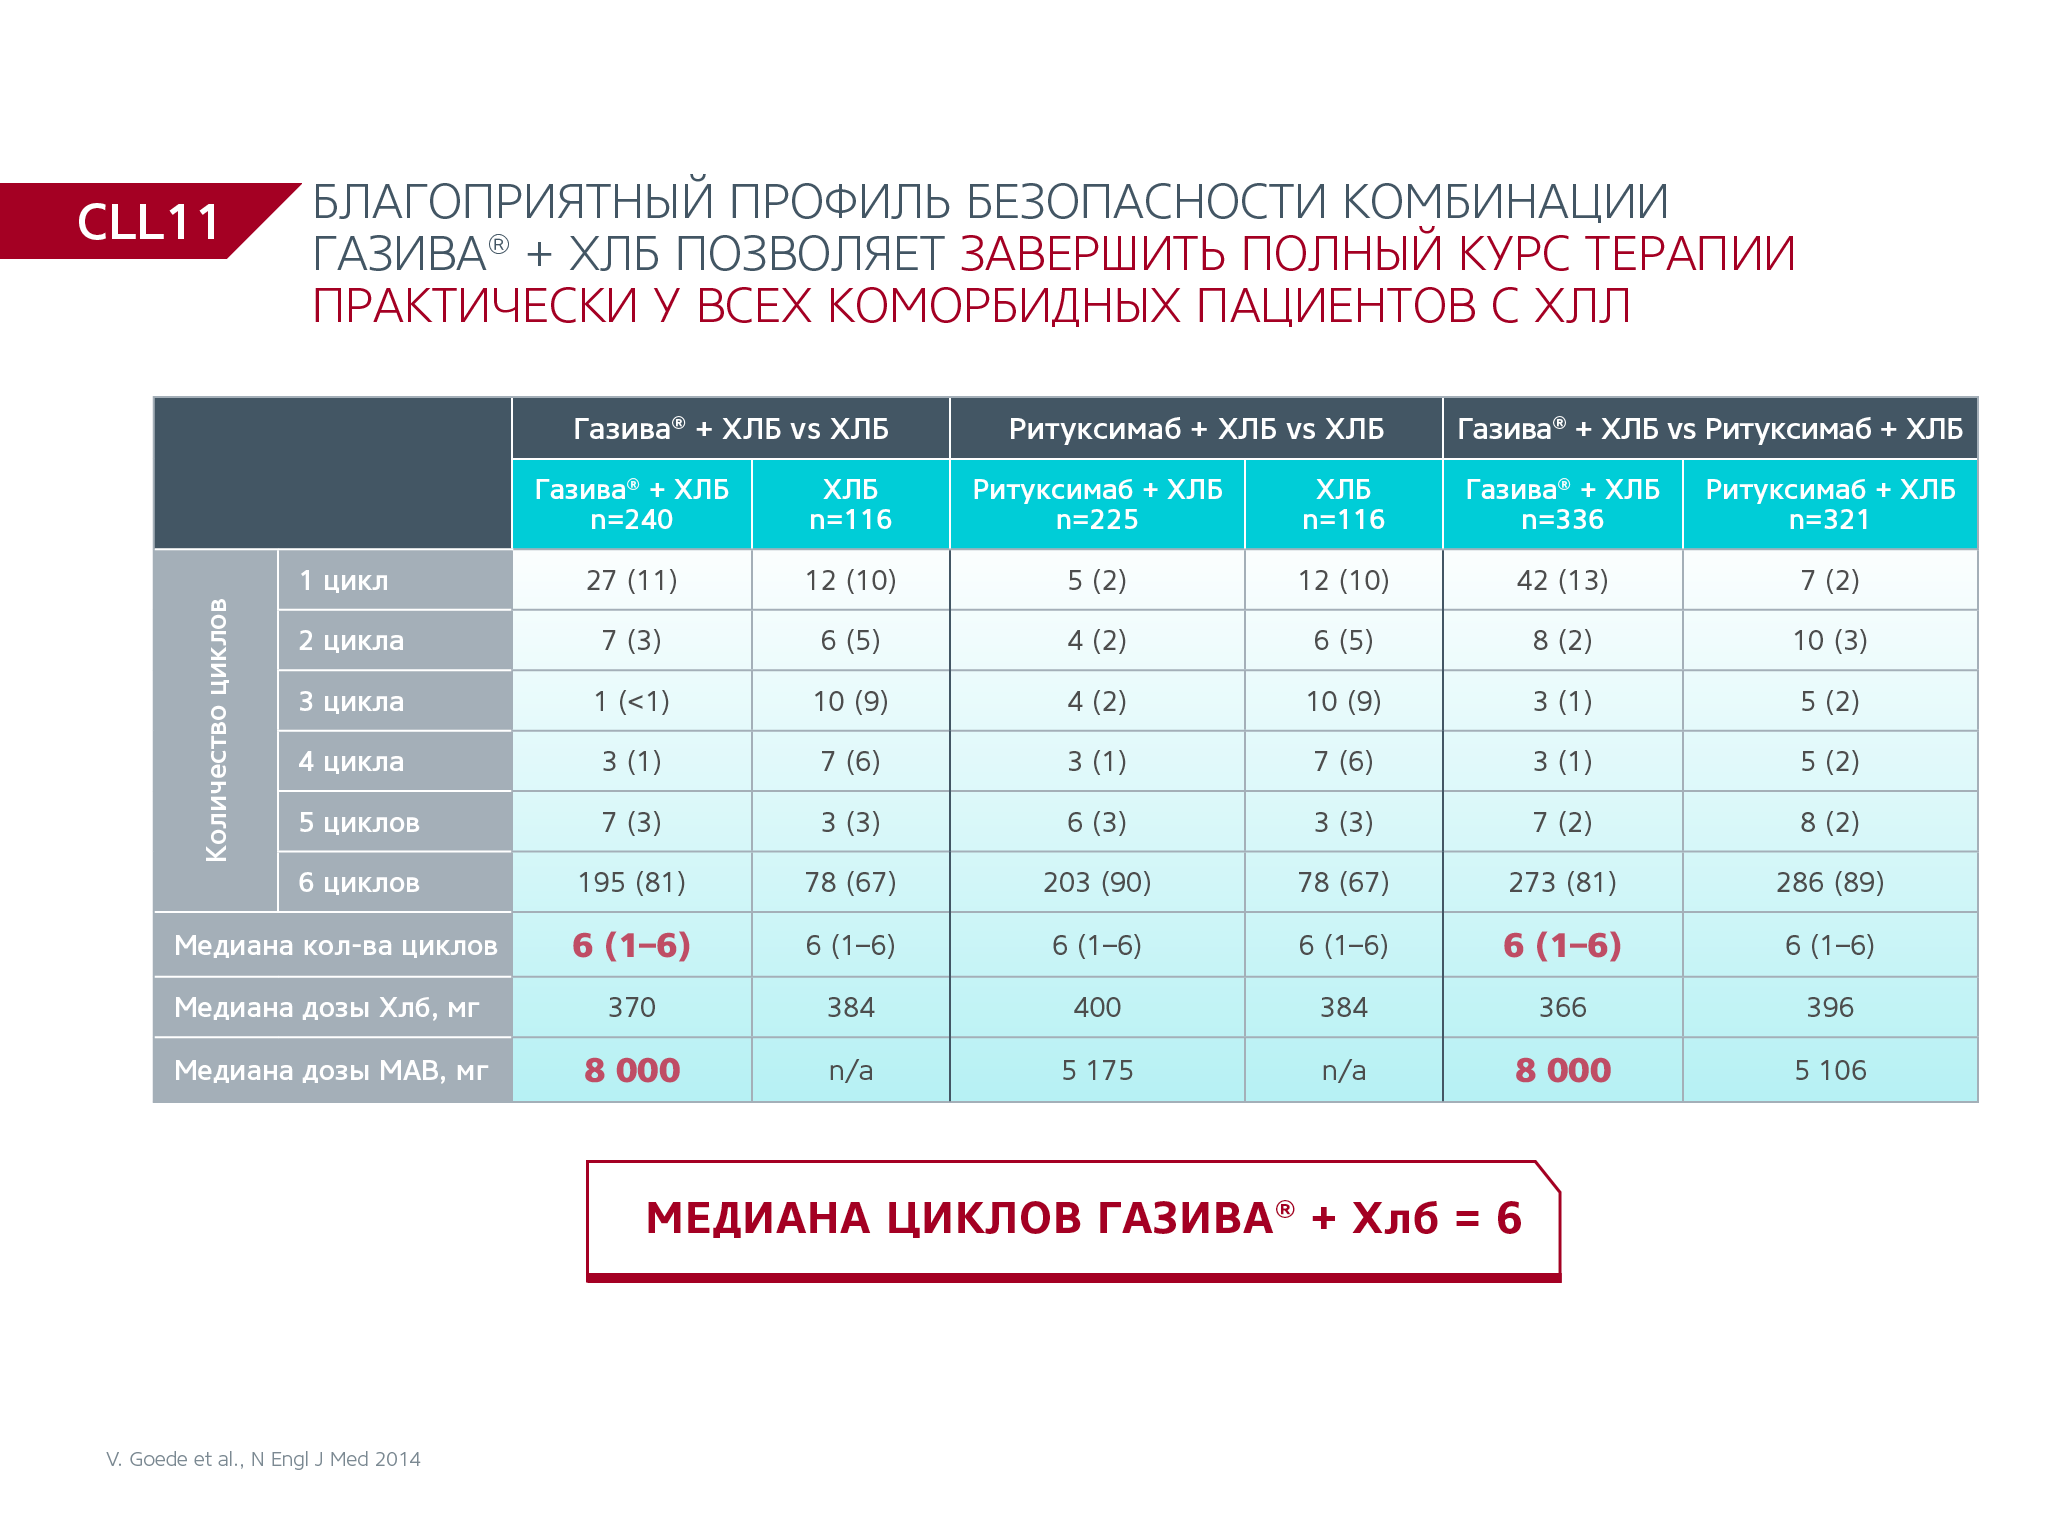 CLL11
БЛАГОПРИЯТНЫЙ ПРОФИЛЬ БЕЗОПАСНОСТИ КОМБИНАЦИИ
ГАЗИВА® + ХЛБ ПОЗВОЛЯЕТ ЗАВЕРШИТЬ ПОЛНЫЙ КУРС ТЕРАПИИ
ПРАКТИЧЕСКИ У ВСЕХ КОМОРБИДНЫХ ПАЦИЕНТОВ С ХЛЛ
Газива® + ХЛБ vs ХЛБ Ритуксимаб + ХЛБ vs ХЛБ Газива® + ХЛБ vs Ритуксимаб + ХЛБ
Газива® + ХЛБ ХЛБ Ритуксимаб + ХЛБ ХЛБ Газива® + ХЛБ Ритуксимаб + ХЛБ
n=240 n=116 n=225 n=116 n=336 n=321
Количество циклов
1 цикл 27 (11) 12 (10) 5 (2) 12 (10) 42 (13) 7 (2)
2 цикла 7 (3) 6 (5) 4 (2) 6 (5) 8 (2) 10 (3)
3 цикла 1 (<1) 10 (9) 4 (2) 10 (9) 3 (1) 5 (2)
4 цикла 3 (1) 7 (6) 3 (1) 7 (6) 3 (1) 5 (2)
5 циклов 7 (3) 3 (3) 6 (3) 3 (3) 7 (2) 8 (2)
6 циклов 195 (81) 78 (67) 203 (90) 78 (67) 273 (81) 286 (89)
Медиана кол-ва циклов 6 (1–6) 6 (1–6) 6 (1–6) 6 (1–6) 6 (1–6) 6 (1–6)
Медиана дозы Хлб, мг 370 384 400 384 366 396
Медиана дозы МАВ, мг 8 000 n/a 5 175 n/a 8 000 5 106
МЕДИАНА ЦИКЛОВ ГАЗИВА® + Хлб = 6
V. Goede et al., N Engl J Med 2014